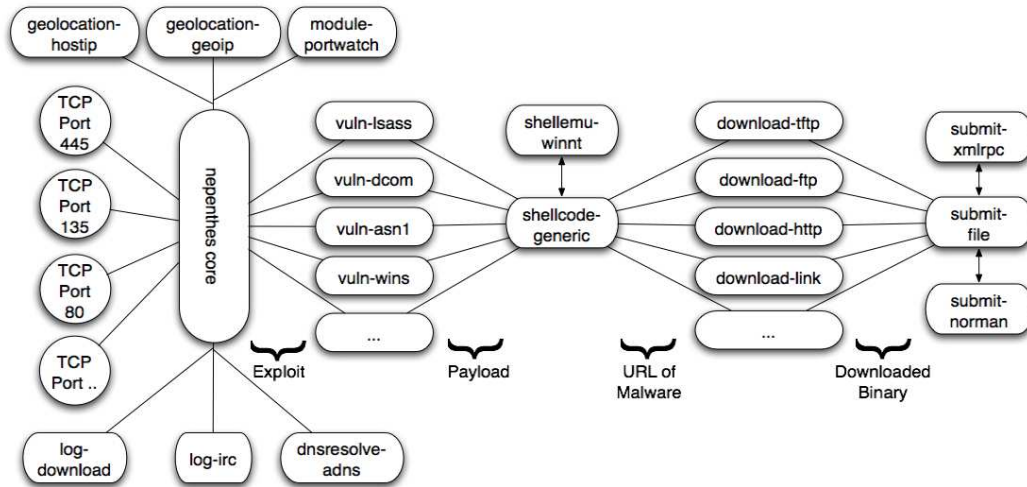 geolocation-
hostip
geolocation-
geoip
module-
portwatch
TCP
Port
445
TCP
Port
135
TCP
Port
80
TCP
Port ..
nepenthes core
vuln-lsass
vuln-dcom
vuln-asn1
vuln-wins
...
shellemu-
winnt
shellcode-
generic
download-tftp
download-ftp
download-http
download-link
...
submit-
xmlrpc
submit-
file
submit-
norman
Exploit
Payload
URL of
Malware
Downloaded
Binary
log-
download
log-irc
dnsresolve-
adns